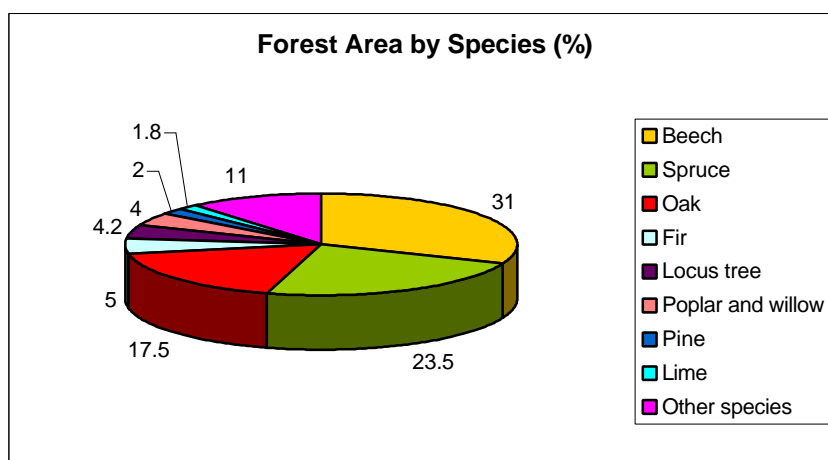 Forest Area by Species (%)
1.8
2
11
4
31
4.2
5
17.5
23.5
Beech
Spruce
Oak
Fir
Locus tree
Poplar and willow
Pine
Lime
Other species